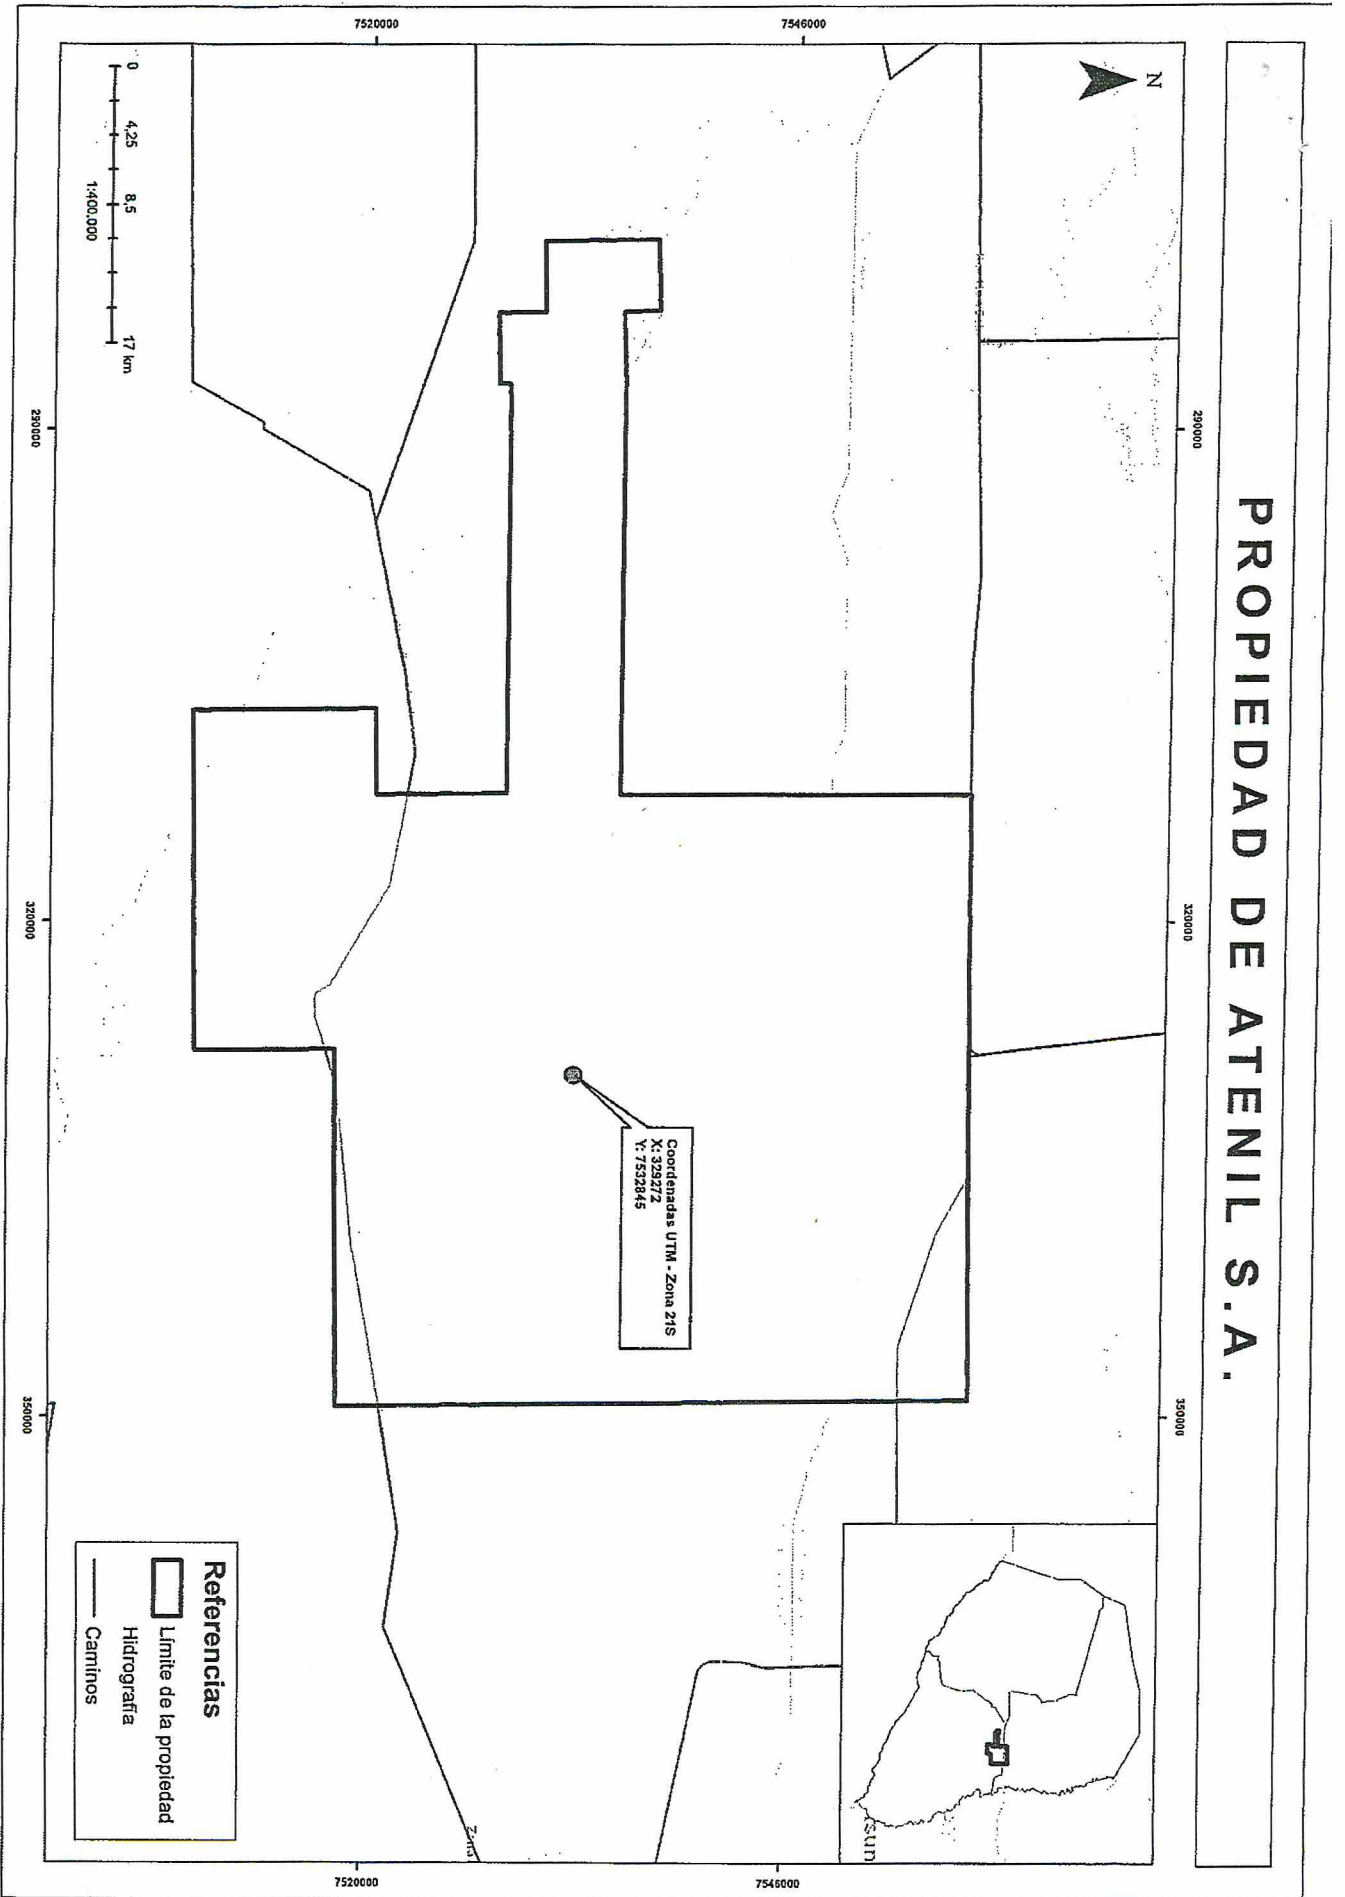 PROPIEDAD DE ATENIL S.A.
N
290000
320000
350000
7546000
7546000
7520000
7520000
Coordenadas UTM - Zona 21S
X: 329272
Y: 7532845
0
4,25
8,5
17 km
1:400.000
290000
320000
350000
Referencias
Límite de la propiedad
Hidrografía
Caminos
sun